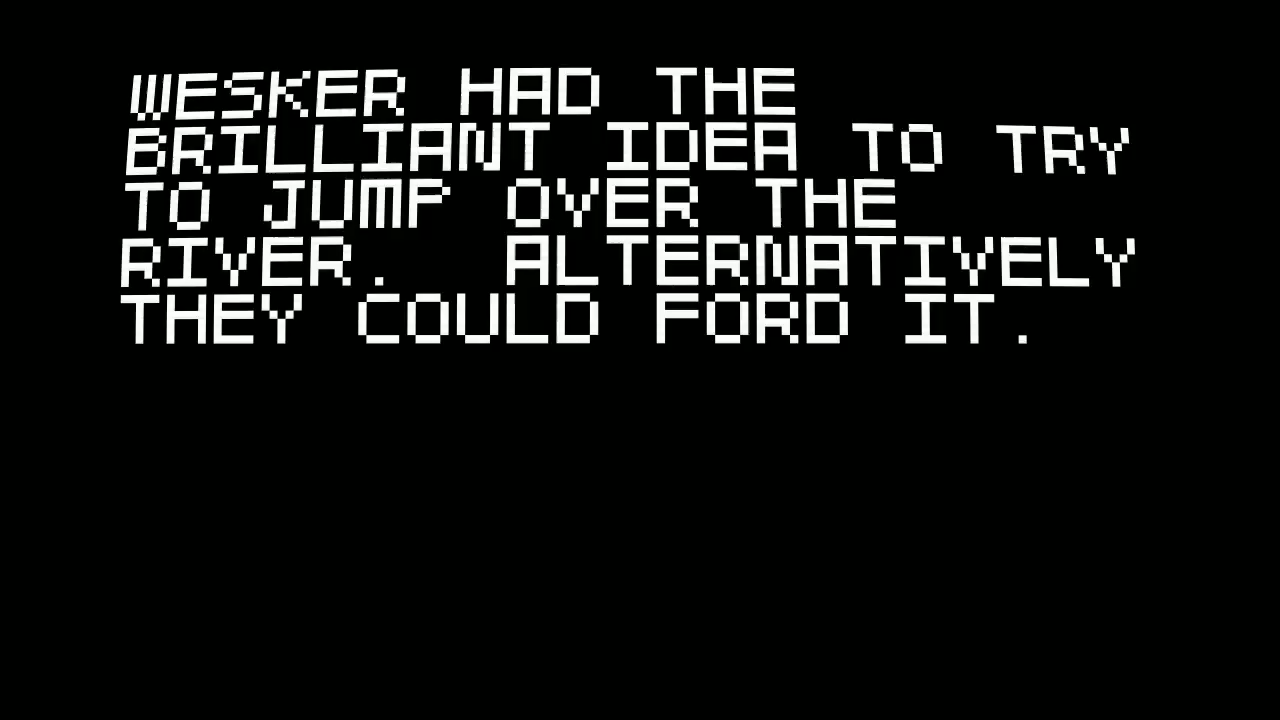 WESKER HAD THE
BRILLIANT IDEA TO TRY
TO JUMP OVER THE
RIVER.  ALTERNATIVELY
THEY COULD FORD IT.